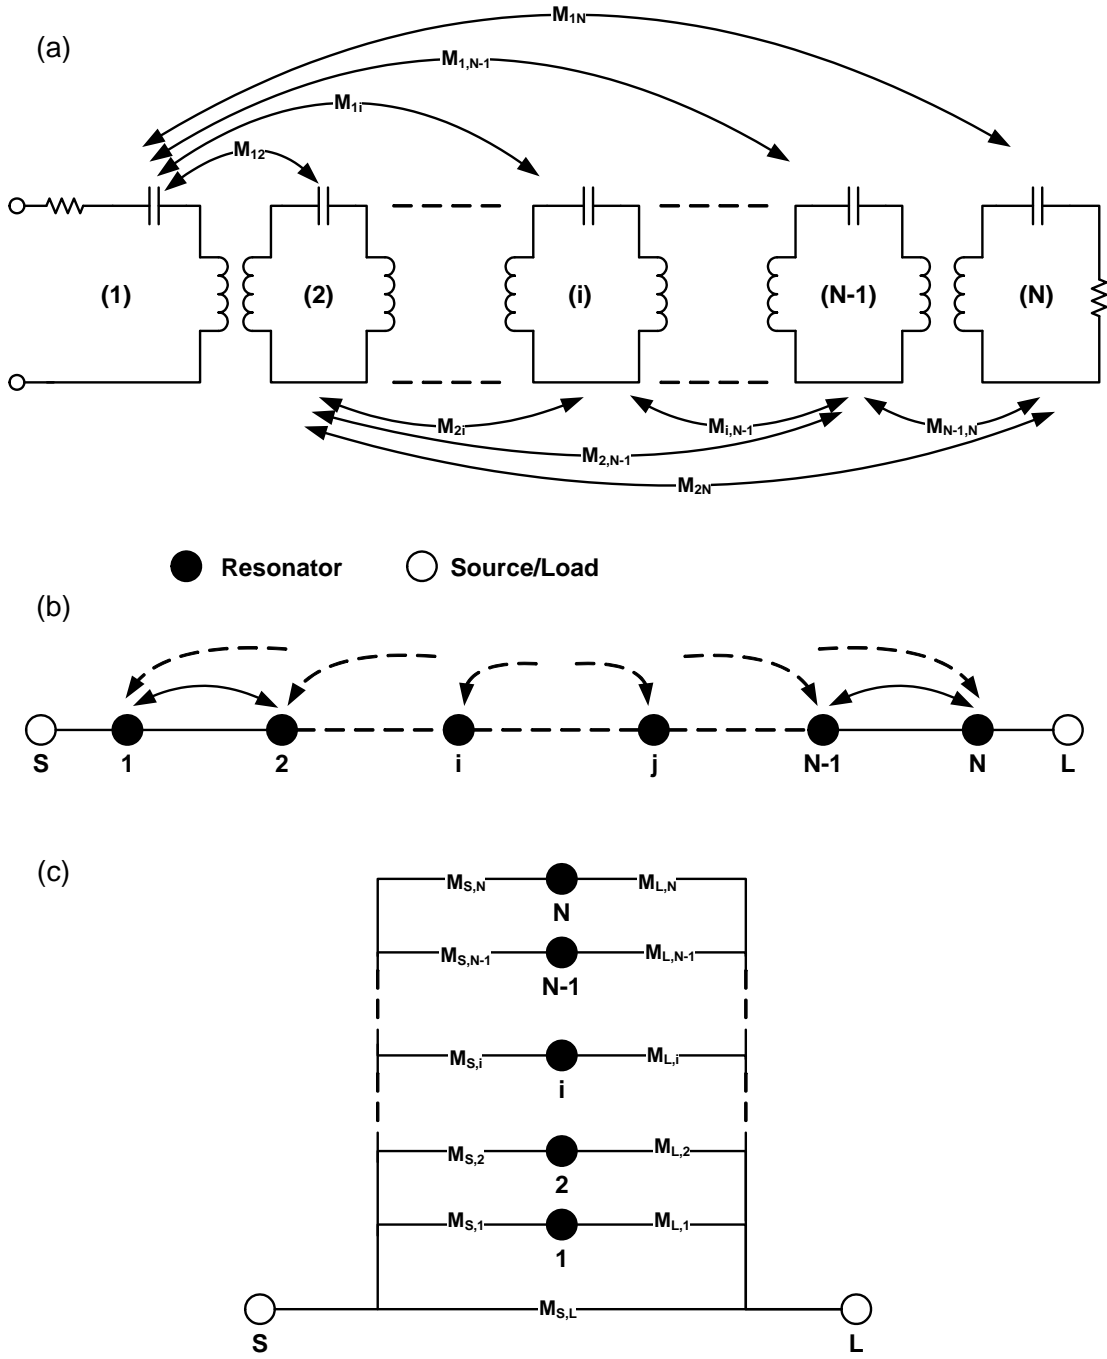 M1N
(a)
M1,N-1
M1i
M12
(1) (2) (i) (N-1) (N)
M2i Mi,N-1 MN-1,N
M2,N-1
M2N
Resonator Source/Load
(b)
S 1 2 i j N-1 N L
(c)
MS,N ML,N
N
MS,N-1 ML,N-1
N-1
MS,i ML,i
i
MS,2 ML,2
2
MS,1 ML,1
1
MS,L
S L